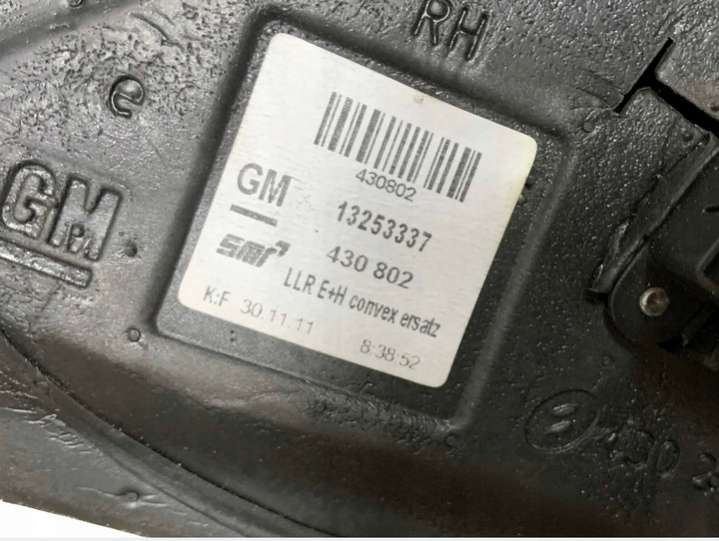 RH
e
GM
430802
GM
13253337
smr
430 802
LLR E+H convex ersatz
K:F 30.11.11 8:38:52